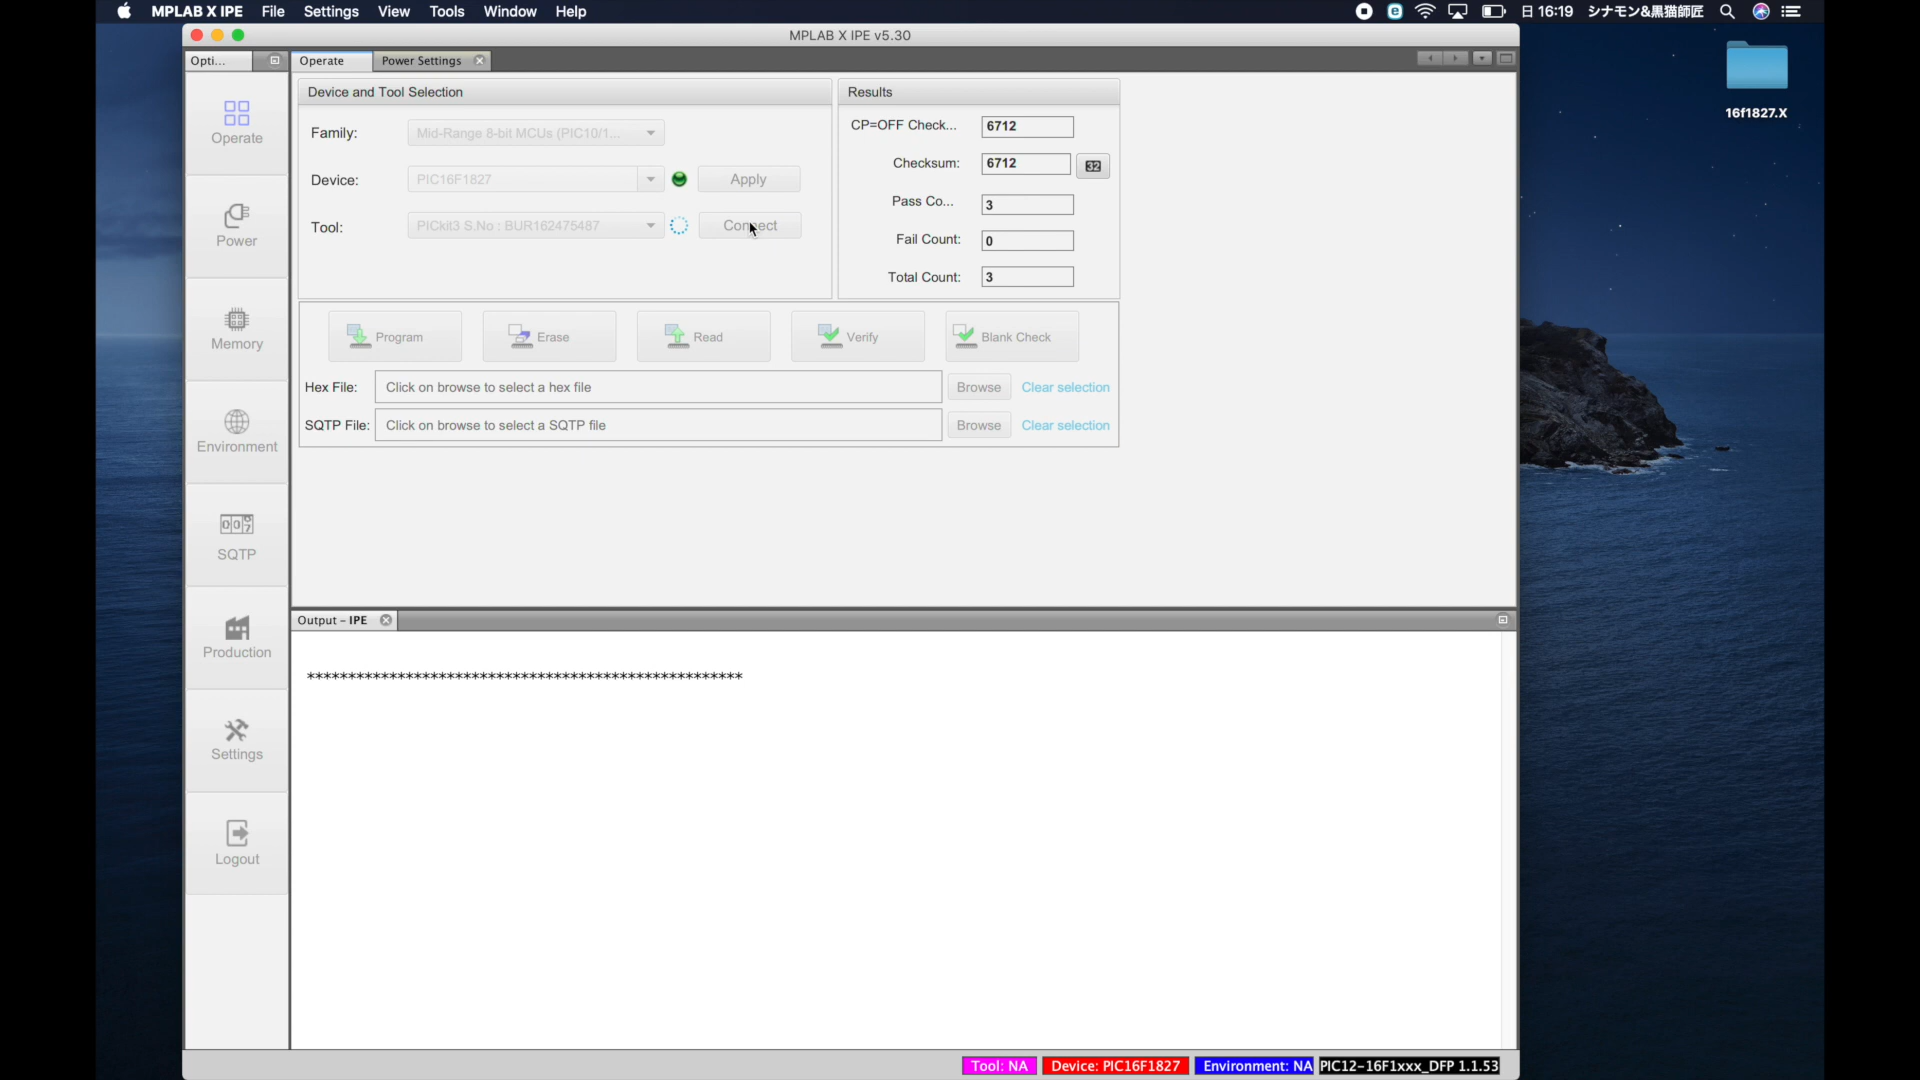 MPLAB X IPE File Settings View Tools Window Help
日 16:19 シナモン&黒猫師匠
MPLAB X IPE v5.30
Opti...
Operate
Power Settings
16f1827.X
Operate
Power
Memory
Environment
SQTP
Production
Settings
Logout
Device and Tool Selection
Family: Mid-Range 8-bit MCUs (PIC10/1...
Device: PIC16F1827 Apply
Tool: PICkit3 S.No : BUR162475487 Connect
Results
CP=OFF Check... 6712
Checksum: 6712 32
Pass Co... 3
Fail Count: 0
Total Count: 3
Program Erase Read Verify Blank Check
Hex File: Click on browse to select a hex file Browse Clear selection
SQTP File: Click on browse to select a SQTP file Browse Clear selection
Output – IPE
*****************************************************
Tool: NA Device: PIC16F1827 Environment: NA PIC12-16F1xxx_DFP 1.1.53